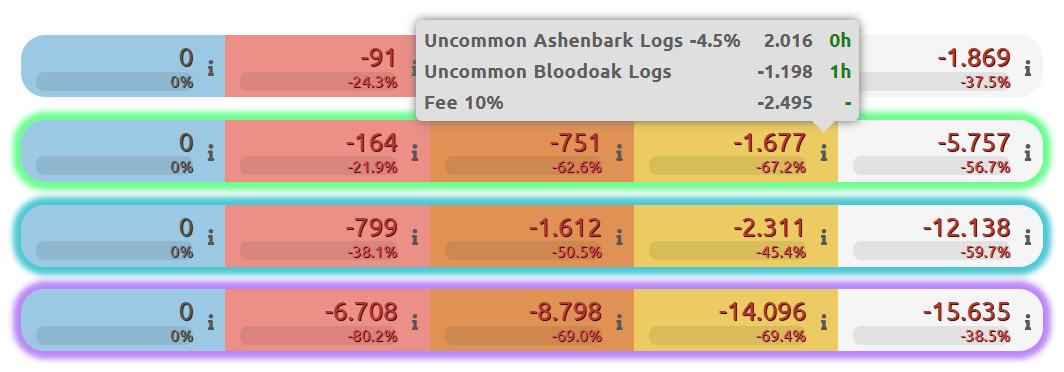 Uncommon Ashenbark Logs -4.5% 2.016 0h
Uncommon Bloodoak Logs -1.198 1h
Fee 10% -2.495 -
0 -91 -1.869
0% -24.3% -37.5%
0 -164 -751 -1.677 -5.757
0% -21.9% -62.6% -67.2% -56.7%
0 -799 -1.612 -2.311 -12.138
0% -38.1% -50.5% -45.4% -59.7%
0 -6.708 -8.798 -14.096 -15.635
0% -80.2% -69.0% -69.4% -38.5%